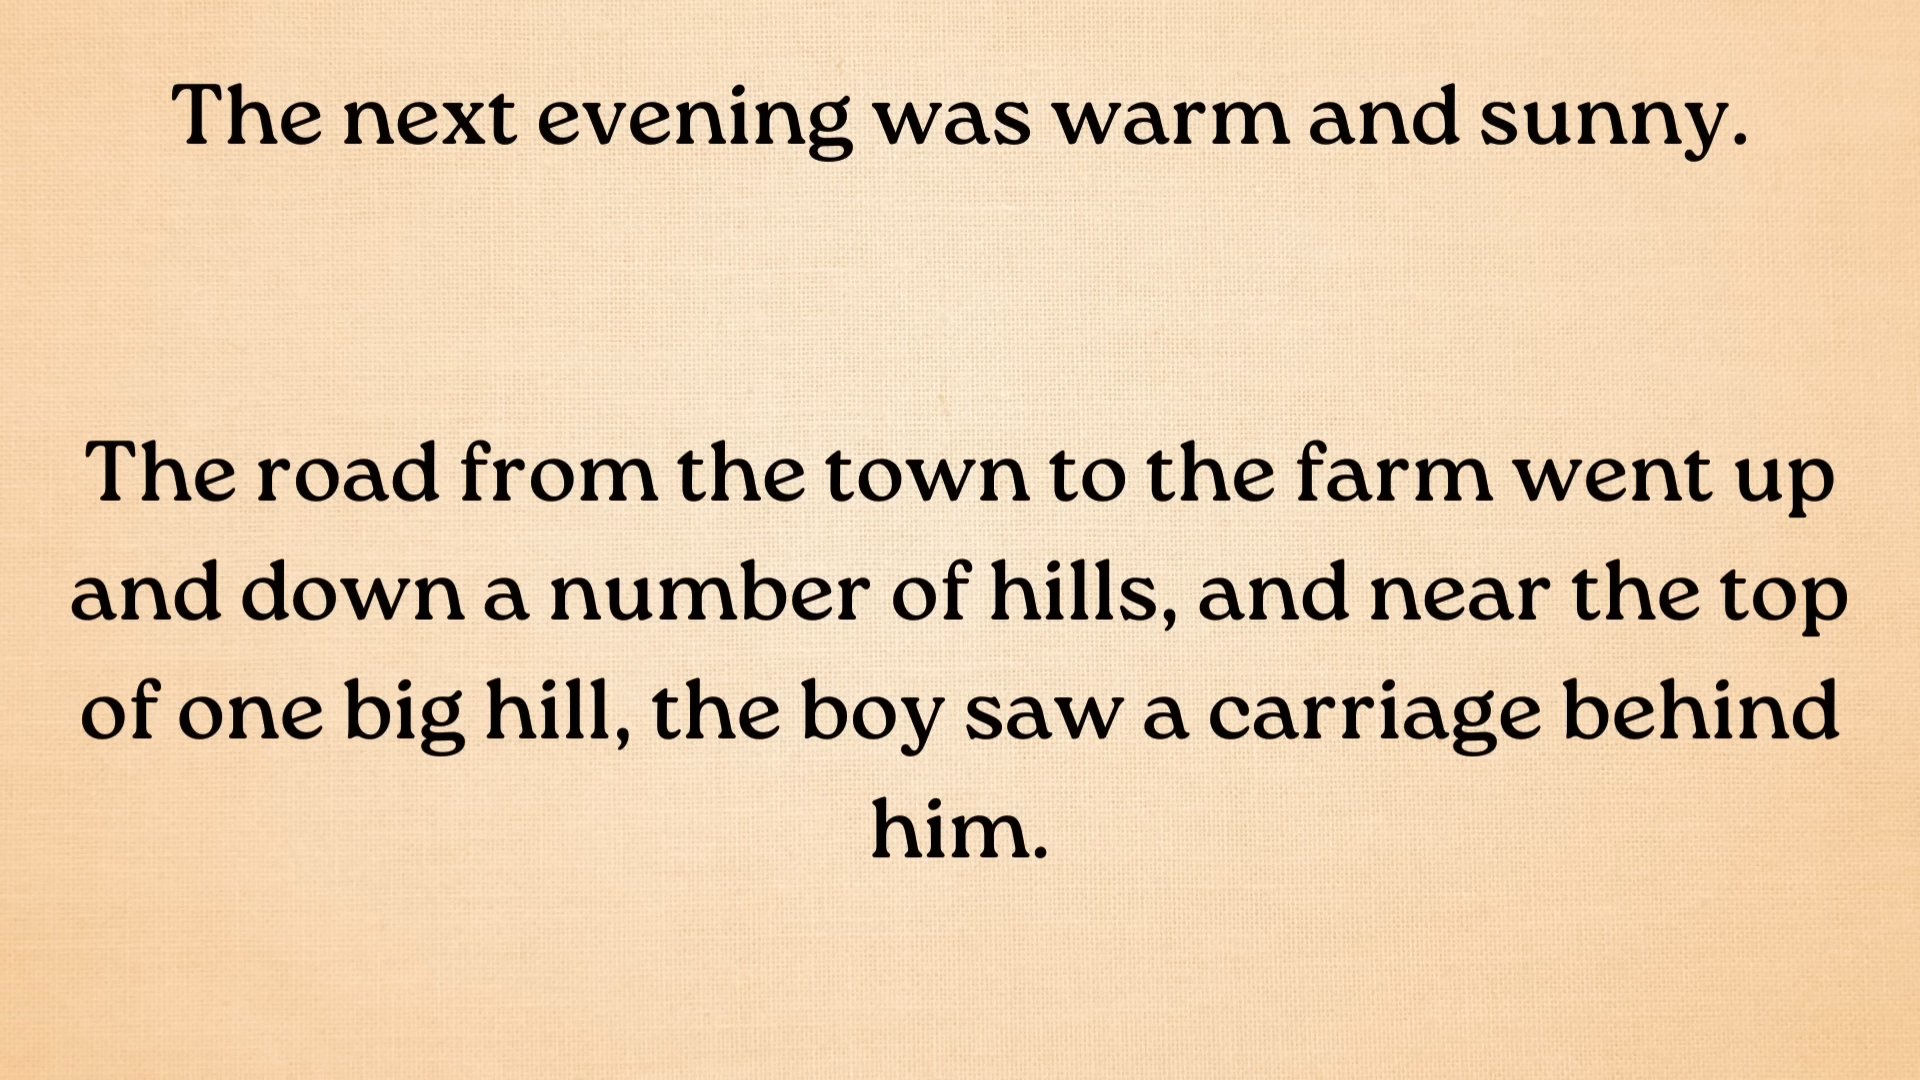 The next evening was warm and sunny.
The road from the town to the farm went up
and down a number of hills, and near the top
of one big hill, the boy saw a carriage behind
him.